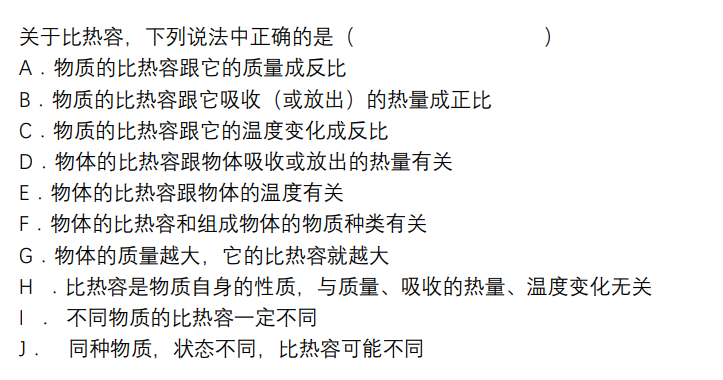 关于比热容，下列说法中正确的是（ ）
A．物质的比热容跟它的质量成反比
B．物质的比热容跟它吸收（或放出）的热量成正比
C．物质的比热容跟它的温度变化成反比
D．物体的比热容跟物体吸收或放出的热量有关
E．物体的比热容跟物体的温度有关
F．物体的比热容和组成物体的物质种类有关
G．物体的质量越大，它的比热容就越大
H ．比热容是物质自身的性质，与质量、吸收的热量、温度变化无关
I ． 不同物质的比热容一定不同
J． 同种物质，状态不同，比热容可能不同